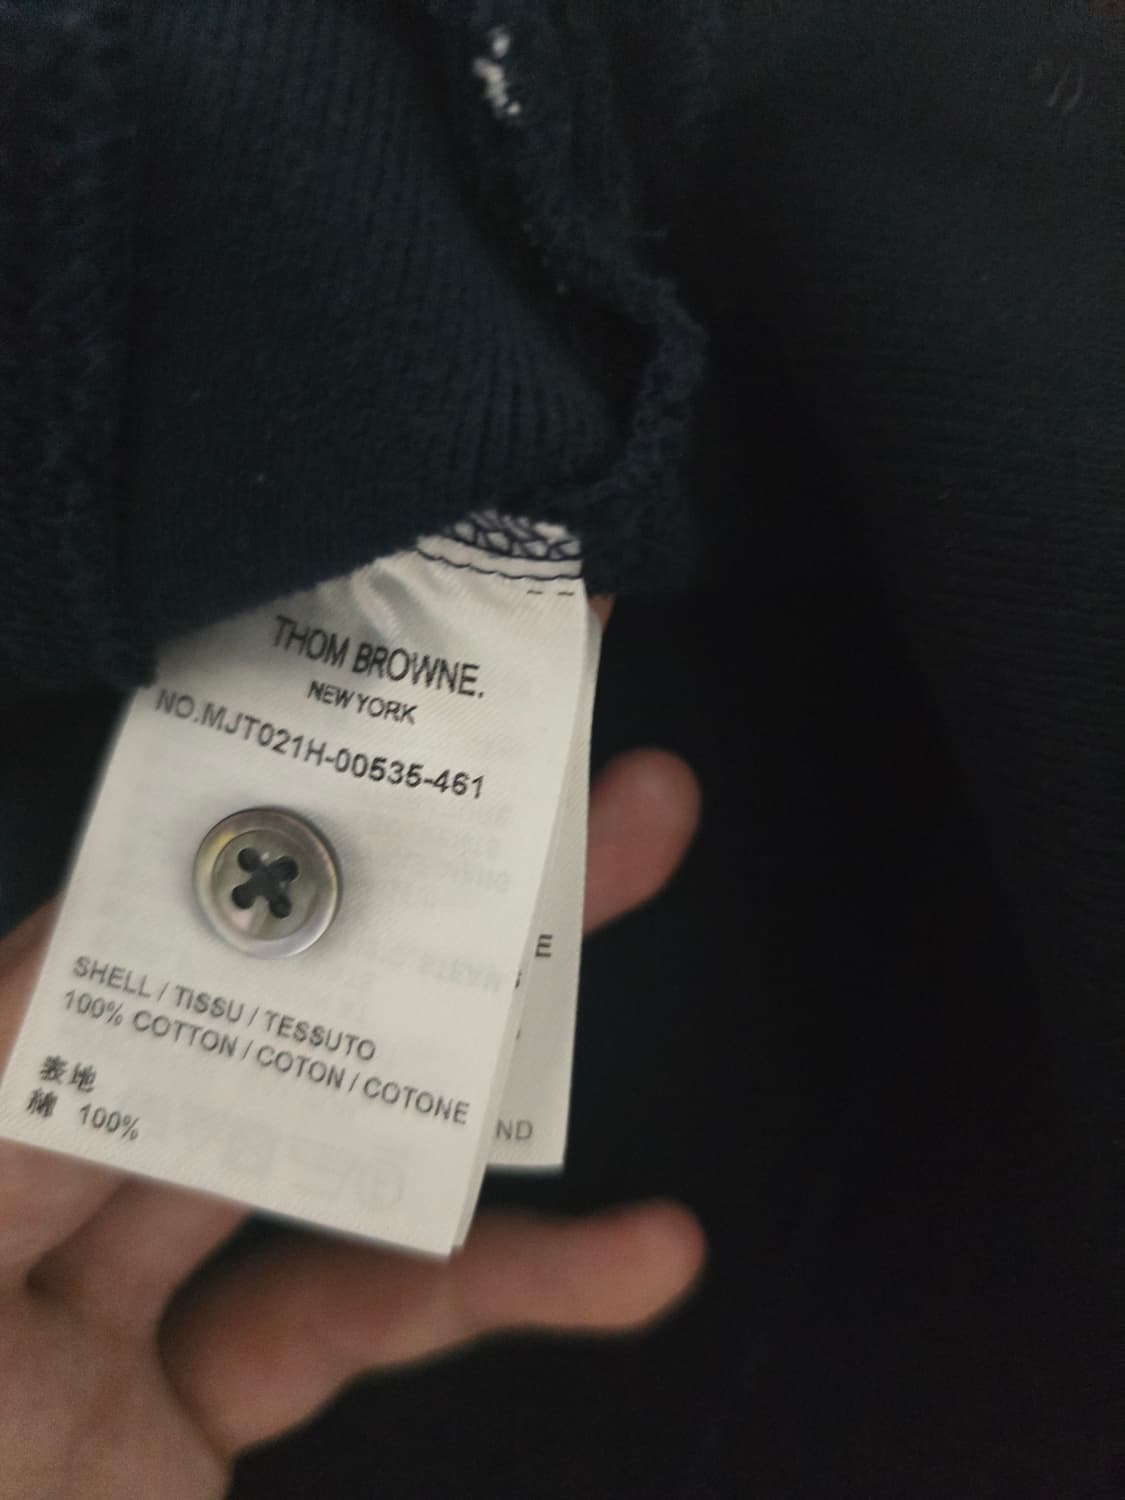 THOM BROWNE.
NEW YORK
NO.MJT021H-00535-461
SHELL / TISSU / TESSUTO
100% COTTON / COTON / COTONE
表地
綿 100%
E
ND